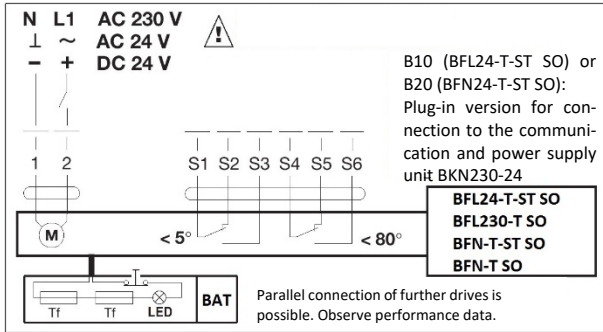 N L1 AC 230 V
⊥ ~ AC 24 V
– + DC 24 V
B10 (BFL24-T-ST SO) or
B20 (BFN24-T-ST SO):
Plug-in version for con-
nection to the communi-
cation and power supply
unit BKN230-24
1 2 S1 S2 S3 S4 S5 S6
BFL24-T-ST SO
BFL230-T SO
BFN-T-ST SO
BFN-T SO
M < 5° < 80°
Tf Tf LED BAT
Parallel connection of further drives is
possible. Observe performance data.